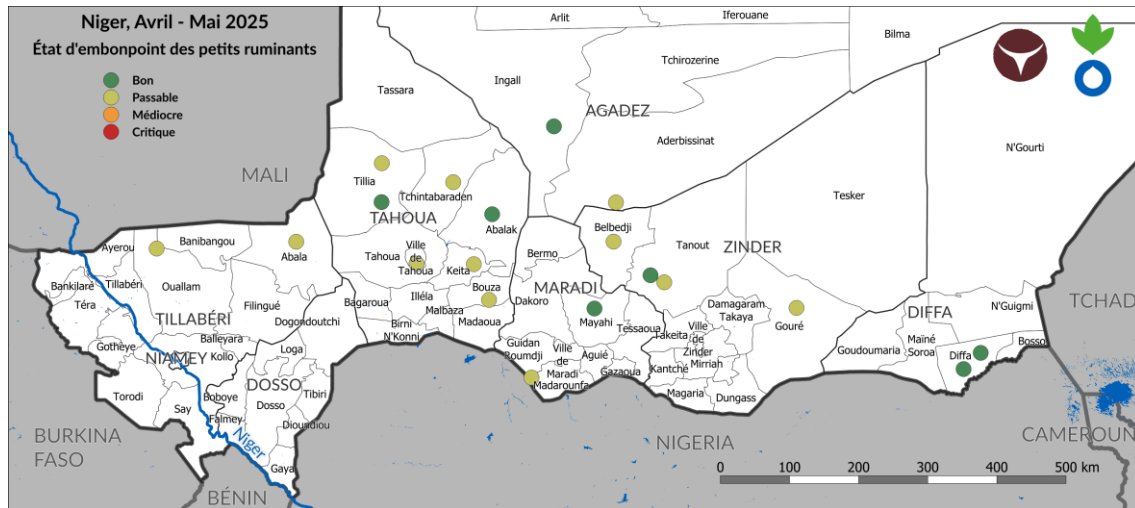 Niger, Avril - Mai 2025
État d'embonpoint des petits ruminants
Bon
Passable
Médiocre
Critique
Arlit
Iferouane
Bilma
Tchirozerine
Ingall
Tassara
AGADEZ
Aderbissinat
N'Gourti
MALI
Tillia
Tchintabaraden
Tesker
TAHOUA
Abalak
Belbedji
Tanout
ZINDER
Ayerou
Banibangou
Abala
Tahoua
Ville
de
Tahoua
Keita
Bermo
Bankilaré
Tillabéri
Ouallam
Bouza
MARADI
TCHAD
Téra
Filingué
Bagaroua
Illéla
Malbaza
Madaoua
Dakoro
Mayahi
Damagaram
Takaya
Gouré
N'Guigmi
DIFFA
TILLABÉRI
Dogondoutchi
Birni
N'Konni
Tessaoua
Takeita
Ville
de
Zinder
Mirriah
Goudoumaria
Maïné
Soroa
Bosso
Diffa
Gothèye
Balleyara
NIAMEY
Kollo
Loga
Guidan
Roumdji
Ville
de
Maradi
Madarounfa
Aguié
Gazaoua
Kantché
Magaria
Dungass
Torodi
Say
Boboye
DOSSO
Tibiri
Dosso
Falmey
Dioundiou
Niger
Gaya
BURKINA
FASO
BÉNIN
NIGERIA
CAMEROUN
0 100 200 300 400 500 km